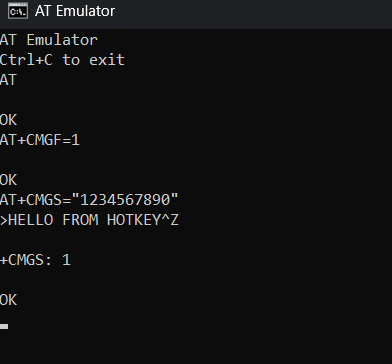 AT Emulator
AT Emulator
Ctrl+C to exit
AT
OK
AT+CMGF=1
OK
AT+CMGS="1234567890"
>HELLO FROM HOTKEY^Z
+CMGS: 1
OK